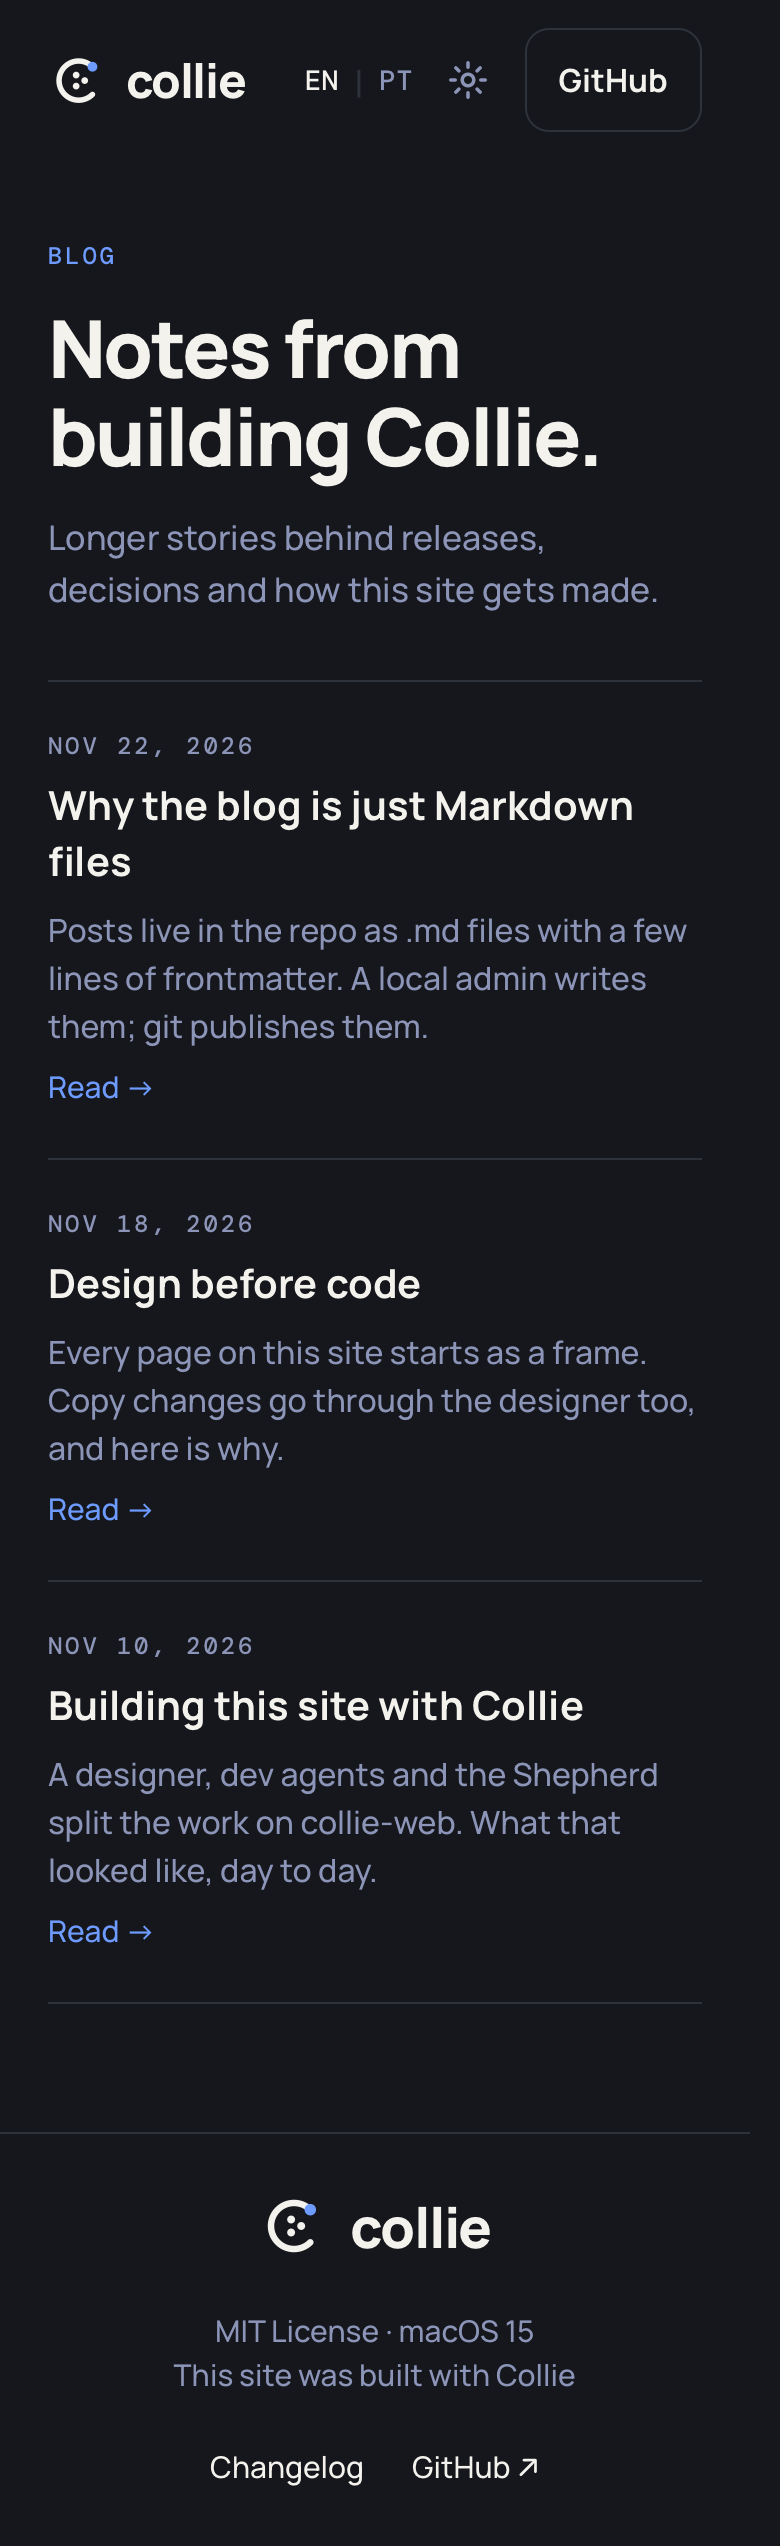 collie
EN | PT
GitHub
BLOG
Notes from
building Collie.
Longer stories behind releases,
decisions and how this site gets made.
NOV 22, 2026
Why the blog is just Markdown
files
Posts live in the repo as .md files with a few
lines of frontmatter. A local admin writes
them; git publishes them.
Read →
NOV 18, 2026
Design before code
Every page on this site starts as a frame.
Copy changes go through the designer too,
and here is why.
Read →
NOV 10, 2026
Building this site with Collie
A designer, dev agents and the Shepherd
split the work on collie-web. What that
looked like, day to day.
Read →
collie
MIT License · macOS 15
This site was built with Collie
Changelog GitHub ↗